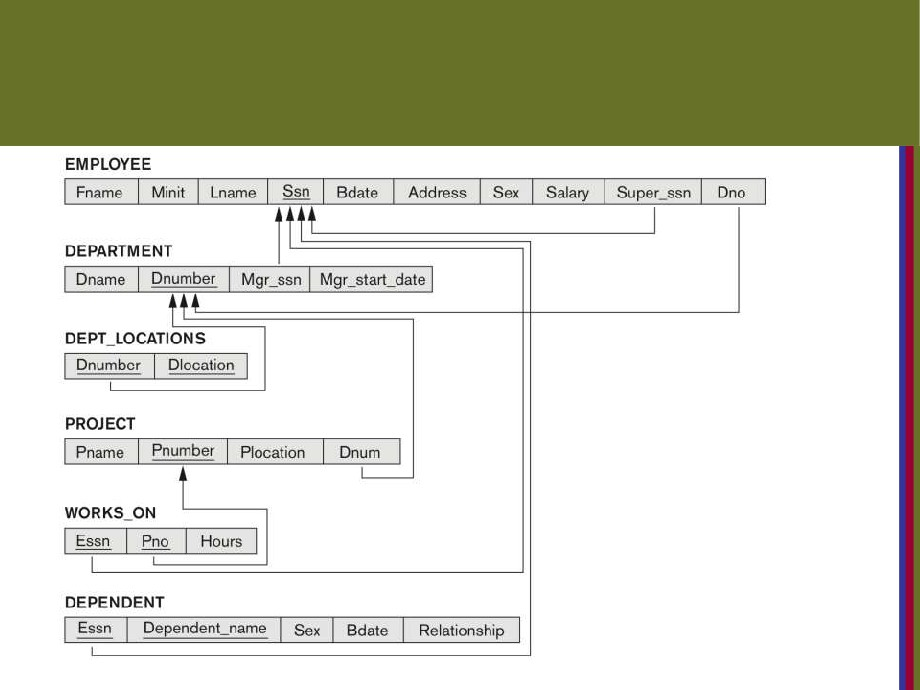 EMPLOYEE
Fname Minit Lname Ssn Bdate Address Sex Salary Super_ssn Dno
DEPARTMENT
Dname Dnumber Mgr_ssn Mgr_start_date
DEPT_LOCATIONS
Dnumber Dlocation
PROJECT
Pname Pnumber Plocation Dnum
WORKS_ON
Essn Pno Hours
DEPENDENT
Essn Dependent_name Sex Bdate Relationship